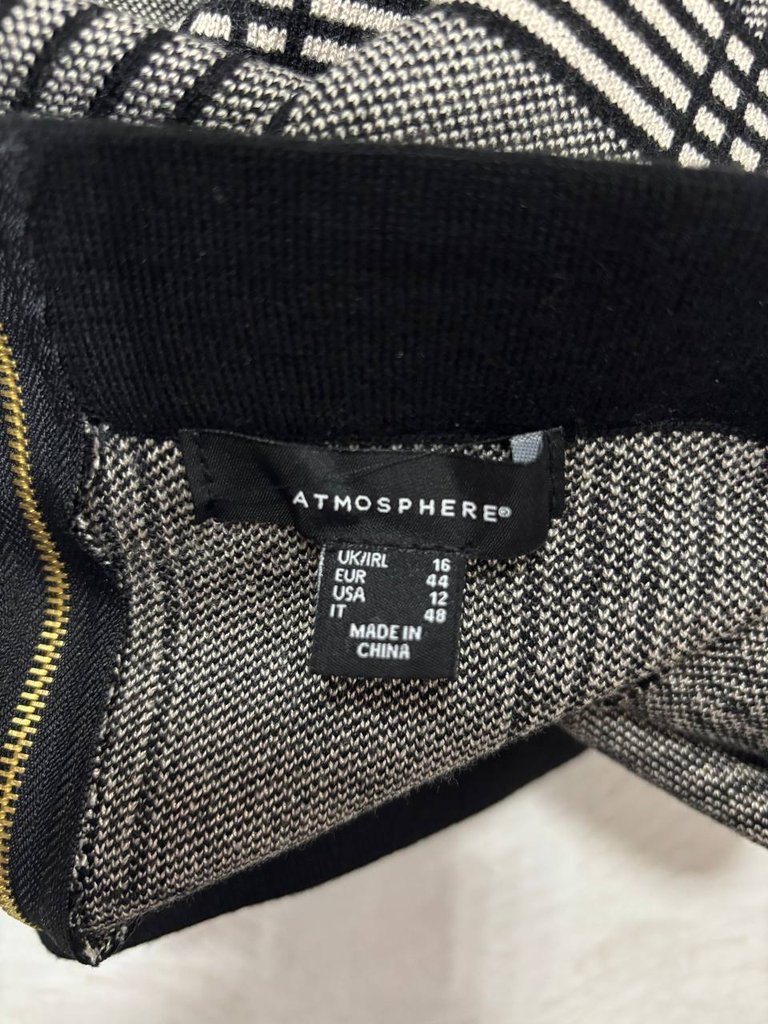 ATMOSPHERE®
UK/IRL 16
EUR 44
USA 12
IT 48
MADE IN
CHINA